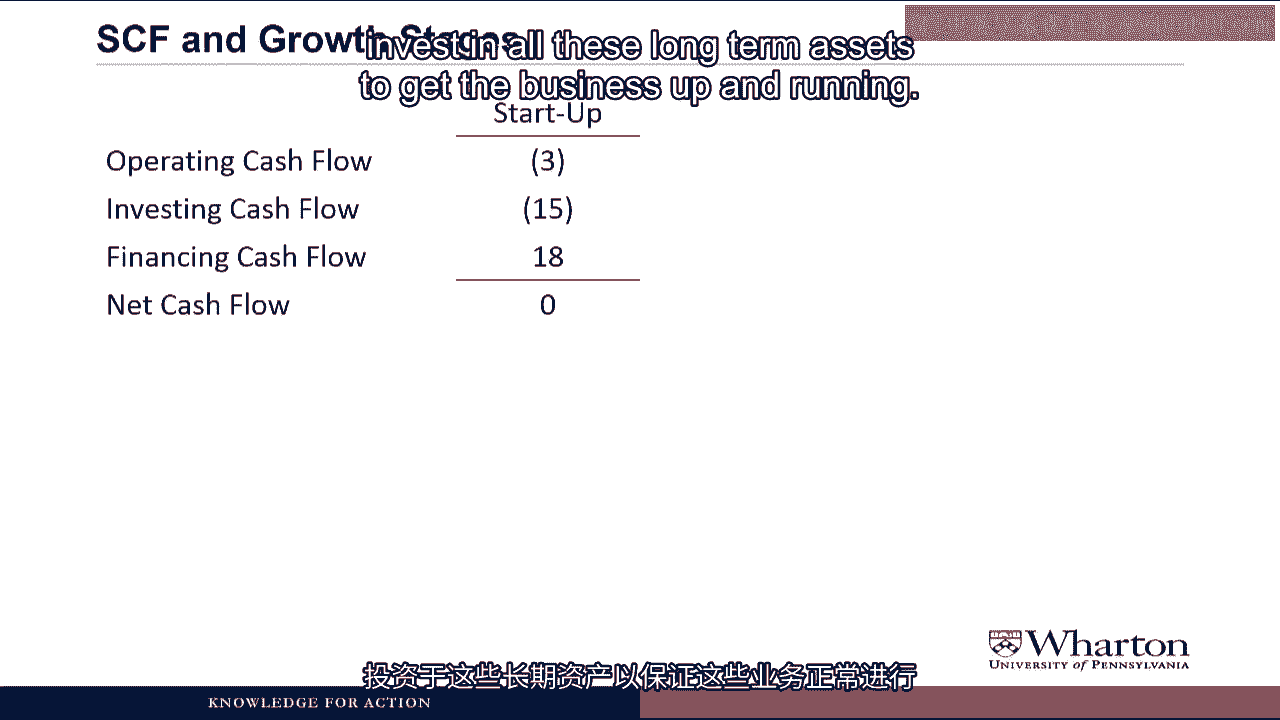 SCF and Growth Stages
invest in all these long term assets
to get the business up and running.
Start-Up
Operating Cash Flow (3)
Investing Cash Flow (15)
Financing Cash Flow 18
Net Cash Flow 0
Wharton
UNIVERSITY of PENNSYLVANIA
投资于这些长期资产以保证这些业务正常进行
KNOWLEDGE FOR ACTION